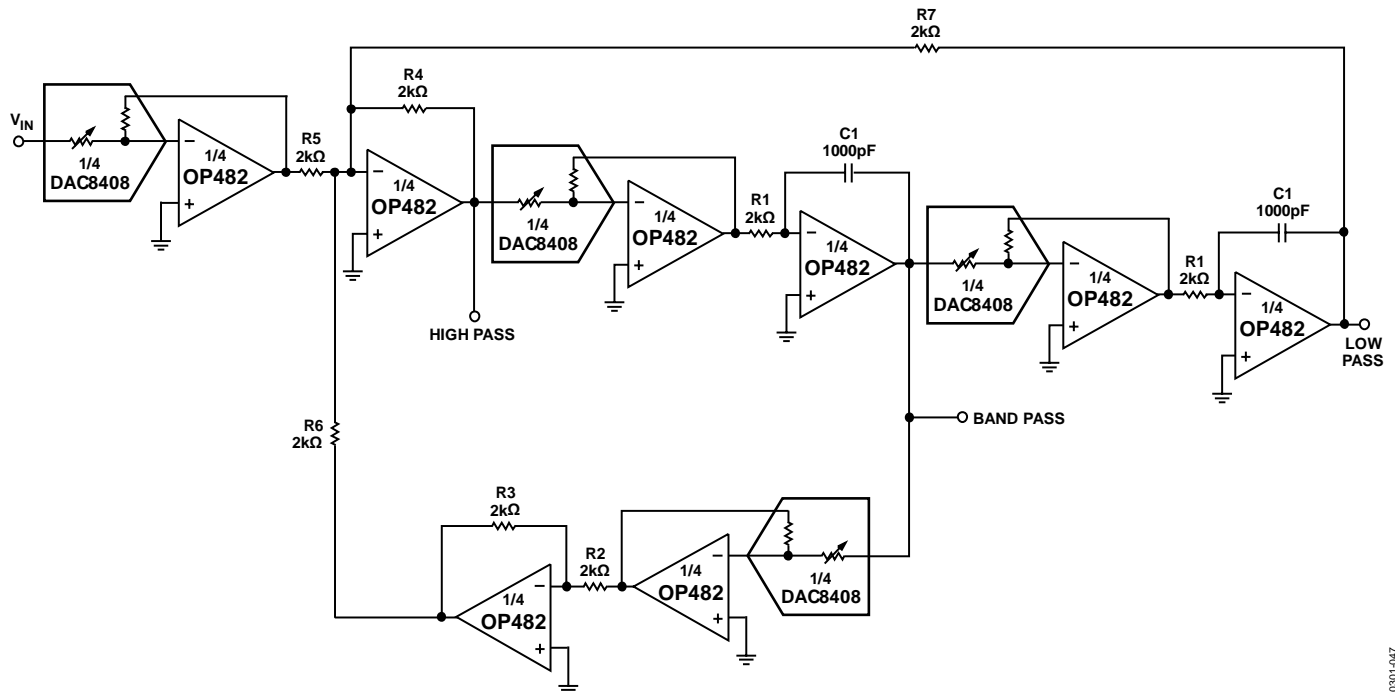 R7
2kΩ
R4
2kΩ
VIN
1/4
DAC8408
1/4
OP482
R5
2kΩ
1/4
OP482
1/4
DAC8408
HIGH PASS
1/4
OP482
R1
2kΩ
C1
1000pF
1/4
OP482
1/4
DAC8408
1/4
OP482
R1
2kΩ
C1
1000pF
1/4
OP482
LOW
PASS
BAND PASS
R6
2kΩ
R3
2kΩ
1/4
OP482
R2
2kΩ
1/4
OP482
1/4
DAC8408